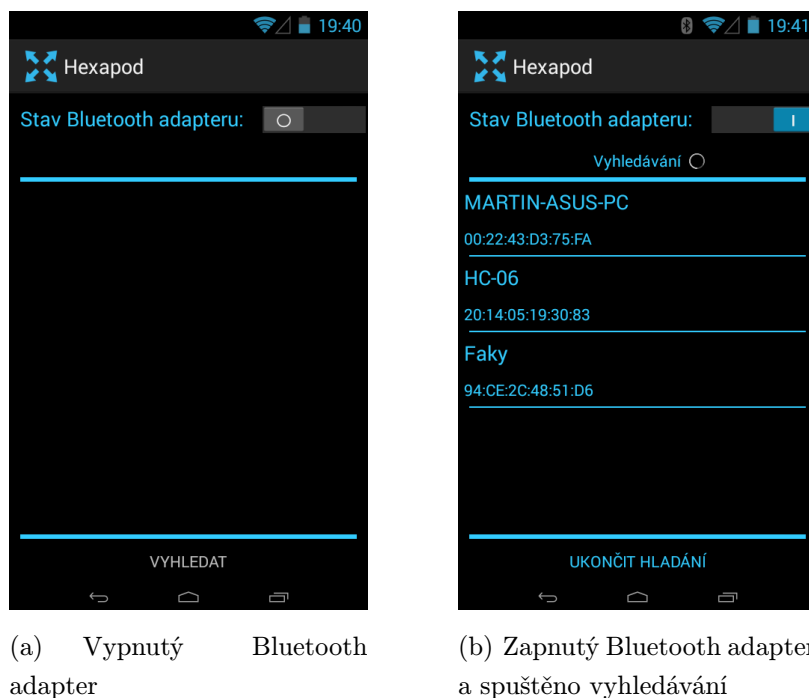 19:40
Hexapod
Stav Bluetooth adapteru:
VYHLEDAT
(a) Vypnutý Bluetooth
adapter
19:41
Hexapod
Stav Bluetooth adapteru:
Vyhledávání
MARTIN-ASUS-PC
00:22:43:D3:75:FA
HC-06
20:14:05:19:30:83
Faky
94:CE:2C:48:51:D6
UKONČIT HLADÁNÍ
(b) Zapnutý Bluetooth adapter
a spuštěno vyhledávání